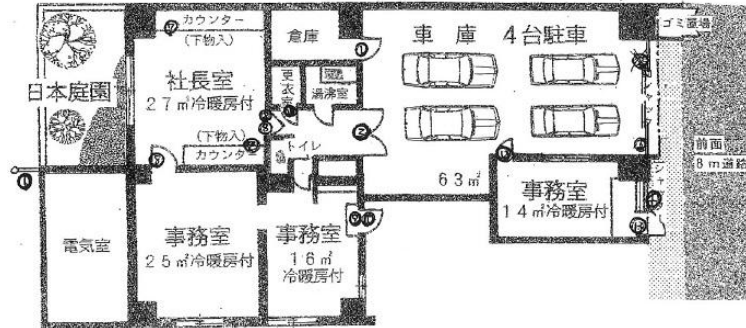 カウンター
(下物入)
倉庫
車庫 4台駐車
ゴミ置場
社長室
27㎡冷暖房付
更衣室
湯沸室
日本庭園
(下物入)
カウンター
トイレ
前面
8m道路
63㎡
事務室
14㎡冷暖房付
電気室
事務室
25㎡冷暖房付
事務室
16㎡
冷暖房付